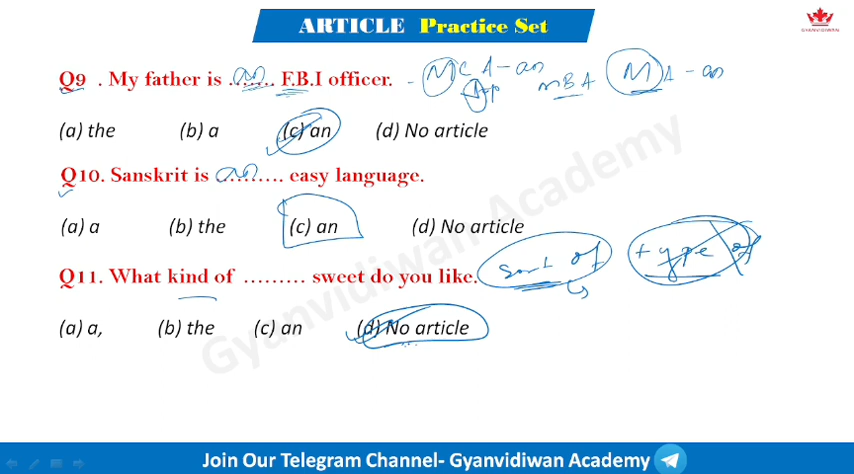 ARTICLE Practice Set
GYANVIDIWAN
Q9 . My father is an........ F.B.I officer. - MCA - an MBA MA - an
(a) the (b) a (c) an (d) No article
Q10. Sanskrit is an.......... easy language.
(a) a (b) the (c) an (d) No article
sort of type of
Q11. What kind of ......... sweet do you like.
(a) a, (b) the (c) an (d) No article
Gyanvidiwan Academy
Join Our Telegram Channel- Gyanvidiwan Academy